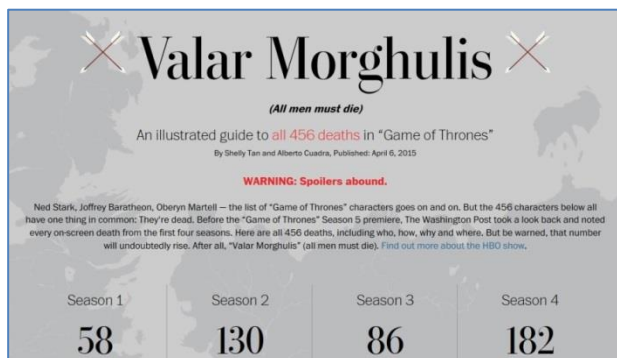 Valar Morghulis
(All men must die)
An illustrated guide to all 456 deaths in “Game of Thrones”
By Shelly Tan and Alberto Cuadra, Published: April 6, 2015
WARNING: Spoilers abound.
Ned Stark, Joffrey Baratheon, Oberyn Martell — the list of “Game of Thrones” characters goes on and on. But the 456 characters below all
have one thing in common: They're dead. Before the “Game of Thrones” Season 5 premiere, The Washington Post took a look back and noted
every on-screen death from the first four seasons. Here are all 456 deaths, including who, how, why and where. But be warned, that number
will undoubtedly rise. After all, “Valar Morghulis” (all men must die). Find out more about the HBO show.
Season 1 Season 2 Season 3 Season 4
58 130 86 182